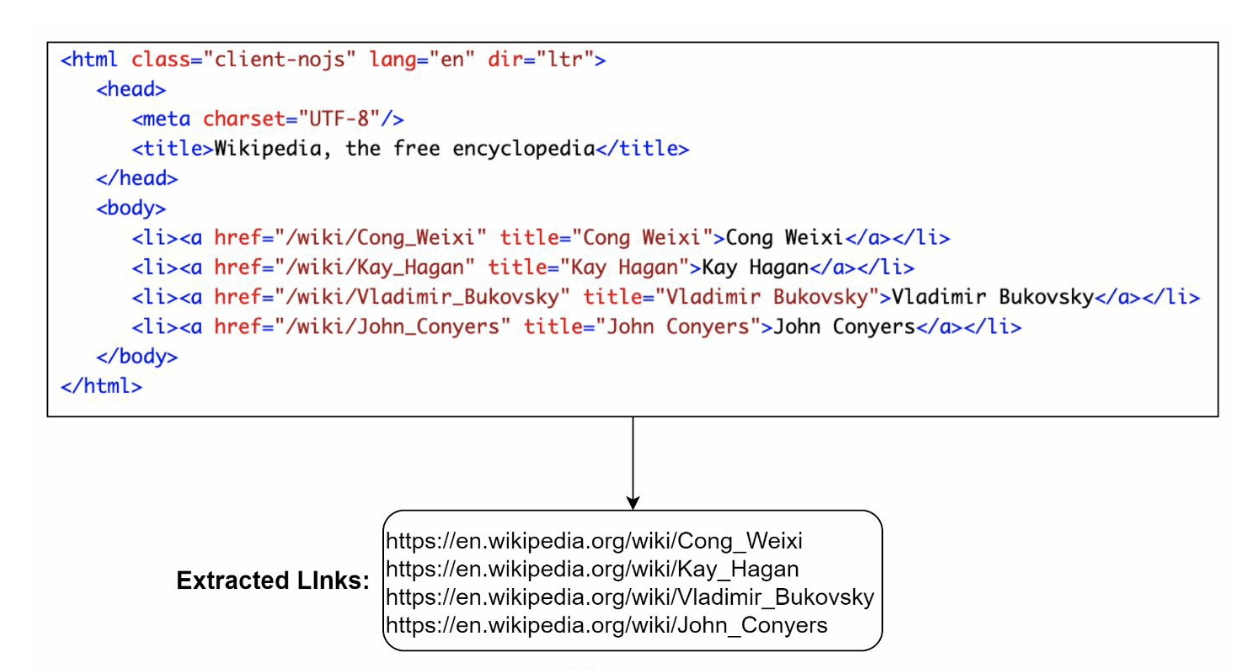 <html class="client-nojs" lang="en" dir="ltr">
<head>
<meta charset="UTF-8"/>
<title>Wikipedia, the free encyclopedia</title>
</head>
<body>
<li><a href="/wiki/Cong_Weixi" title="Cong Weixi">Cong Weixi</a></li>
<li><a href="/wiki/Kay_Hagan" title="Kay Hagan">Kay Hagan</a></li>
<li><a href="/wiki/Vladimir_Bukovsky" title="Vladimir Bukovsky">Vladimir Bukovsky</a></li>
<li><a href="/wiki/John_Conyers" title="John Conyers">John Conyers</a></li>
</body>
</html>
Extracted LInks:
https://en.wikipedia.org/wiki/Cong_Weixi
https://en.wikipedia.org/wiki/Kay_Hagan
https://en.wikipedia.org/wiki/Vladimir_Bukovsky
https://en.wikipedia.org/wiki/John_Conyers